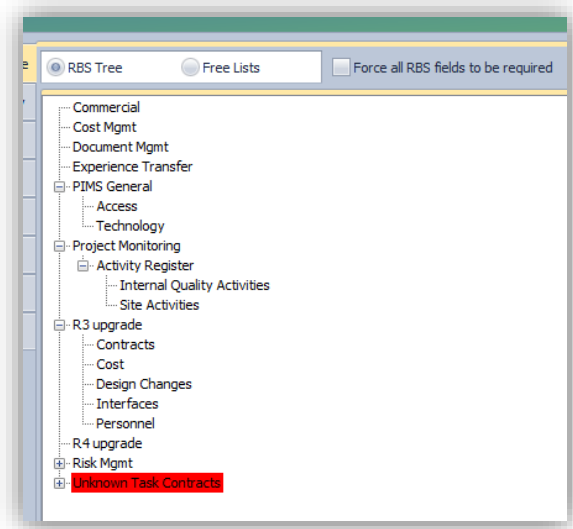 e
RBS Tree Free Lists Force all RBS fields to be required
Commercial
Cost Mgmt
Document Mgmt
Experience Transfer
PIMS General
Access
Technology
Project Monitoring
Activity Register
Internal Quality Activities
Site Activities
R3 upgrade
Contracts
Cost
Design Changes
Interfaces
Personnel
R4 upgrade
Risk Mgmt
Unknown Task Contracts